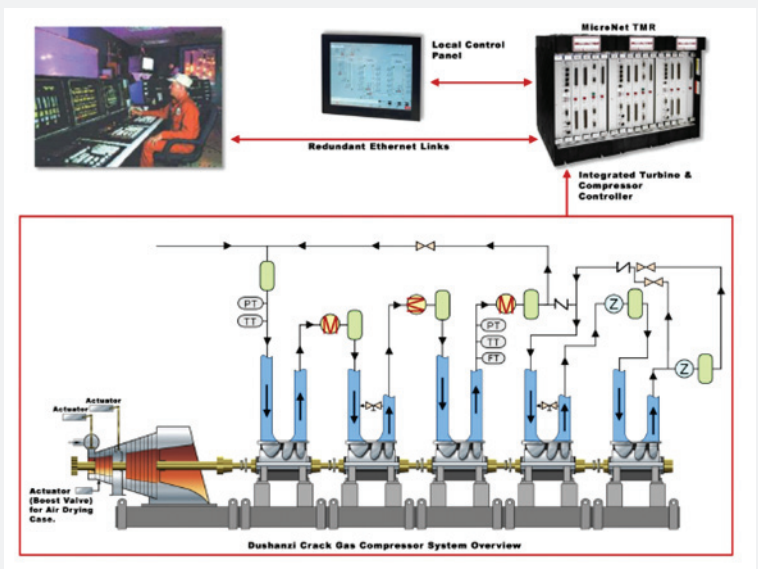 MicroNet TMR
Local Control
Panel
Redundant Ethernet Links
Integrated Turbine &
Compressor
Controller
PT
TT
PT
TT
FT
Z
Z
Actuator
Actuator
Actuator
(Boost Valve)
for Air Drying
Case.
Dushanzi Crack Gas Compressor System Overview